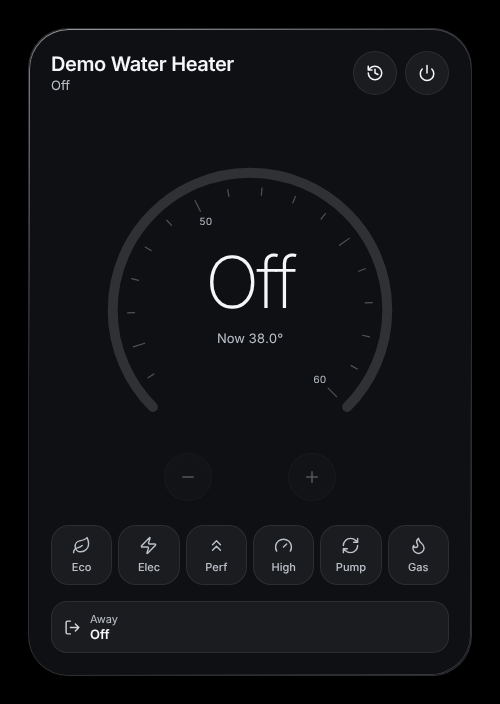 Demo Water Heater
Off
50
Off
Now 38.0°
60
Eco Elec Perf High Pump Gas
Away
Off